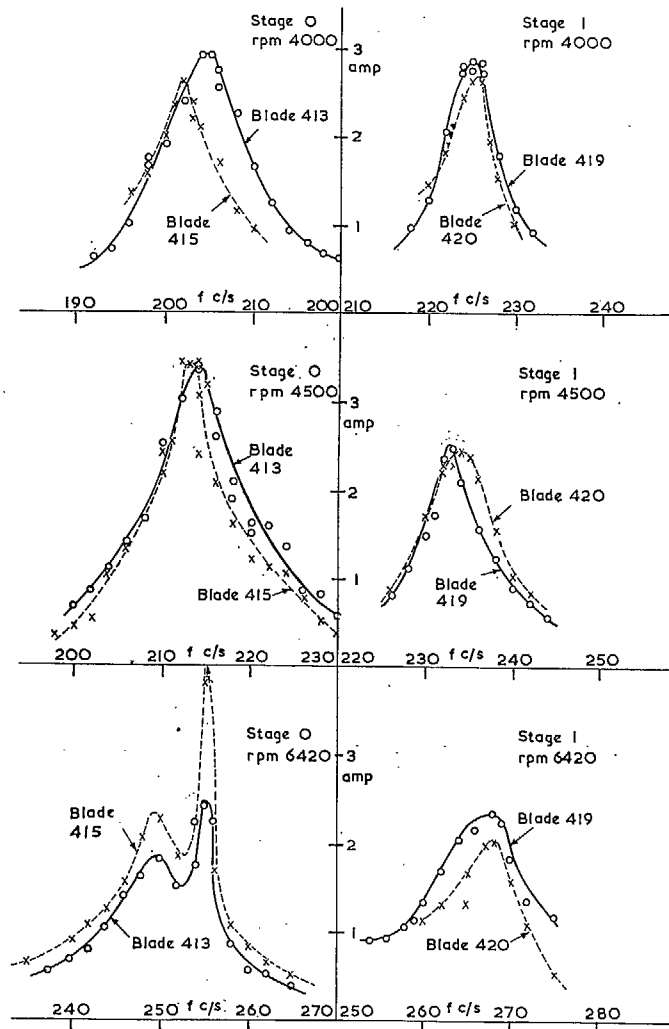 Stage O
rpm 4000
Blade 413
Blade
415
Stage 1
rpm 4000
Blade 419
Blade
420
3
amp
2
1
190 200 f c/s 210 200 210 220 f c/s 230 240
Stage O
rpm 4500
Blade
413
Blade 415
Stage 1
rpm 4500
Blade
420
Blade
419
3
amp
2
1
200 210 f c/s 220 230 220 230 f c/s 240 250
Stage O
rpm 6420
Blade
415
Blade 413
Stage 1
rpm 6420
Blade
419
Blade 420
3
amp
2
1
240 250 f c/s 260 270 250 260 f c/s 270 280